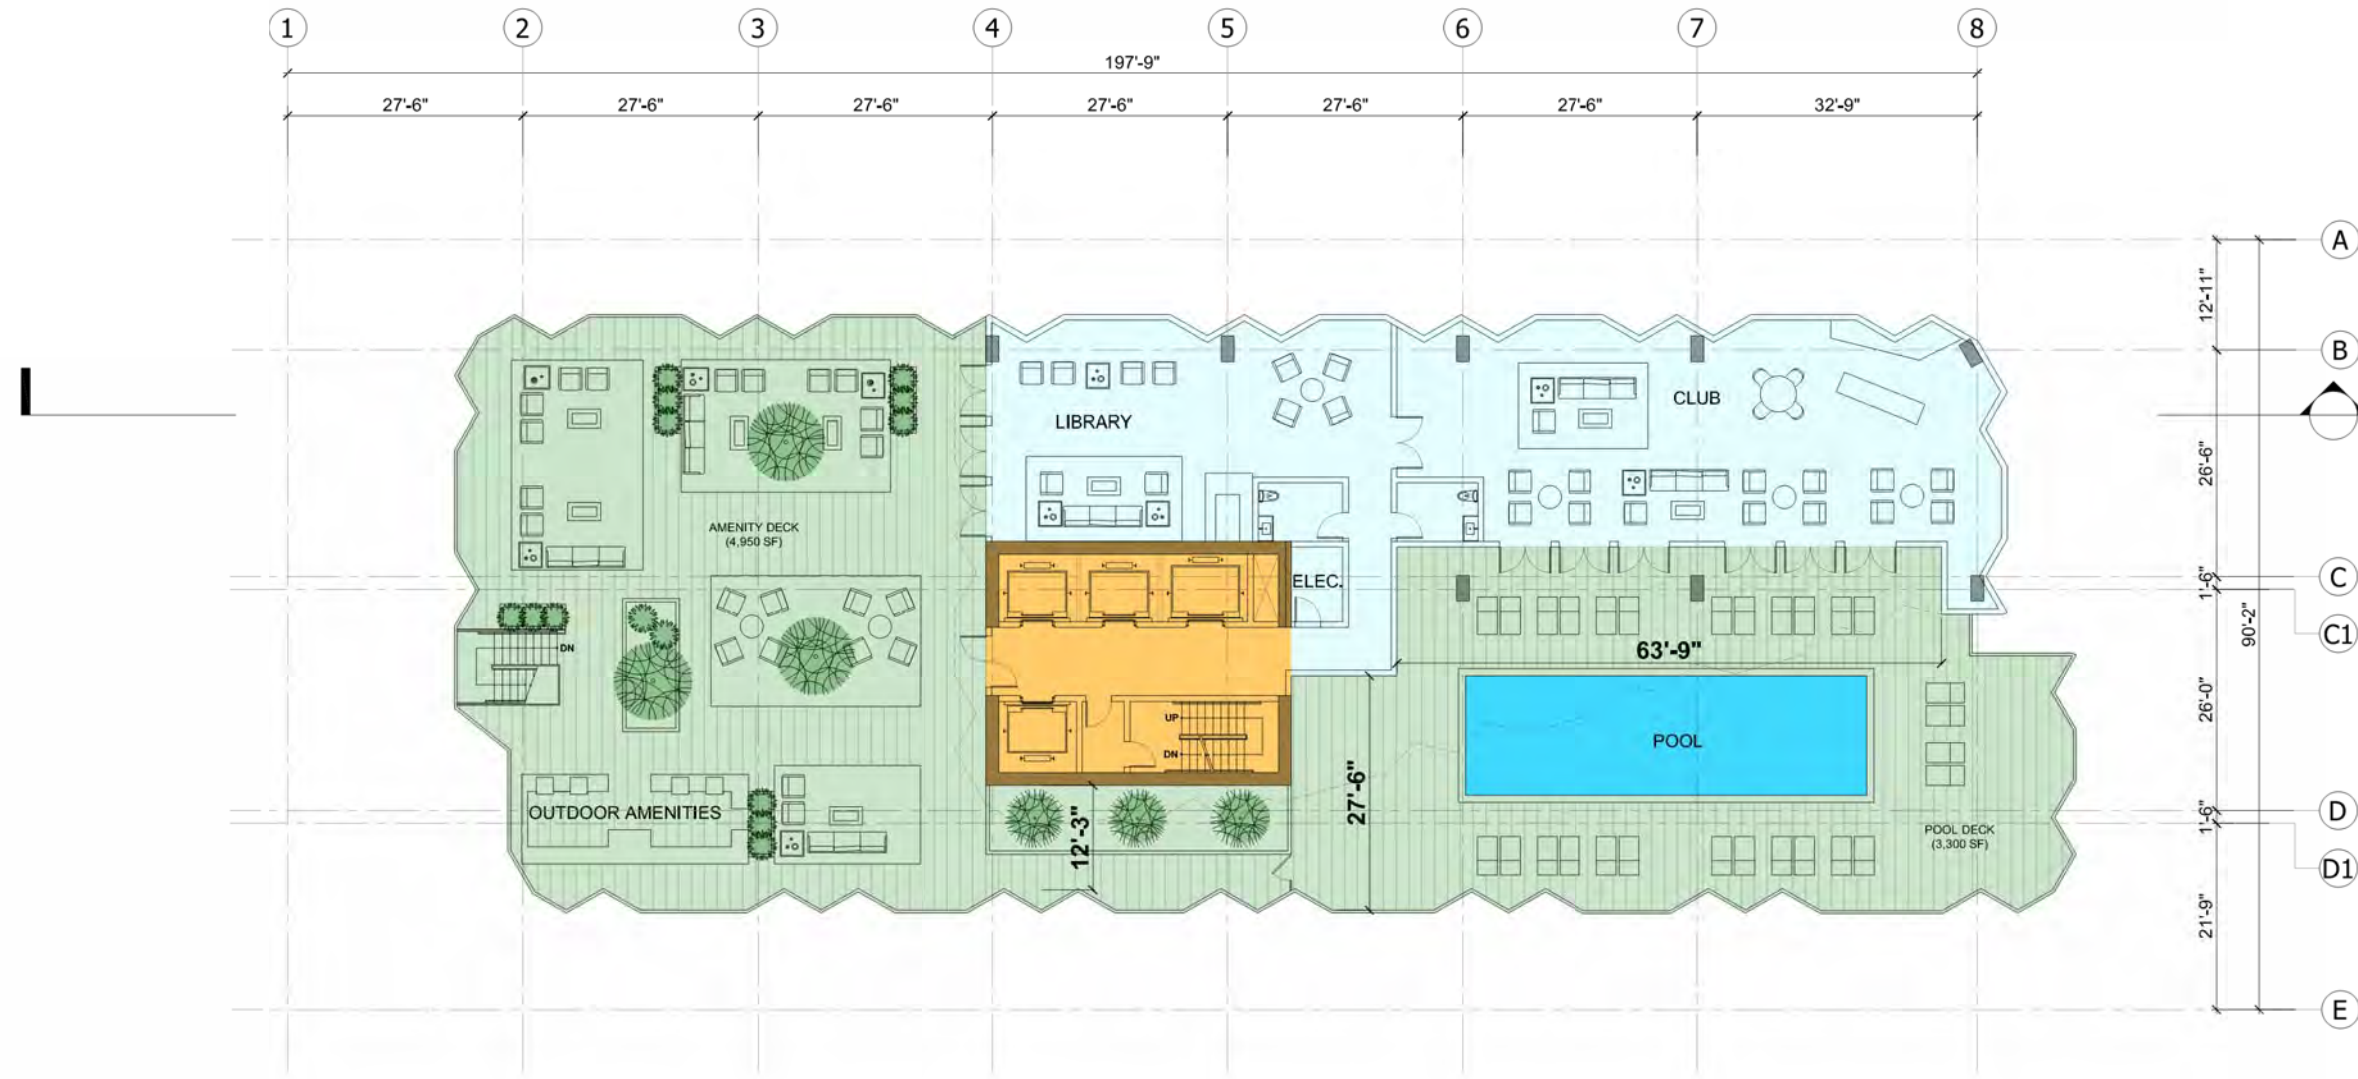 1 2 3 4 5 6 7 8
197'-9"
27'-6" 27'-6" 27'-6" 27'-6" 27'-6" 27'-6" 32'-9"
A
12'-11"
B
CLUB
LIBRARY
26'-6"
AMENITY DECK
(4,950 SF)
ELEC.
C
1'-6"
90'-2"
C1
DN
63'-9"
26'-0"
UP
DN
POOL
27'-6"
OUTDOOR AMENITIES
12'-3"
1'-6"
D
POOL DECK
(3,300 SF)
D1
21'-9"
E